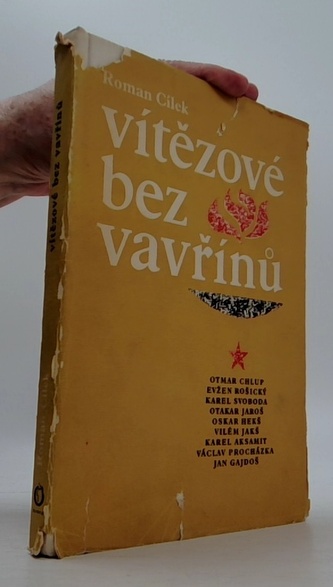 Roman Cílek
vítězové
bez
vavřínů
OTMAR CHLUP
EVŽEN ROŠICKÝ
KAREL SVOBODA
OTAKAR JAROŠ
OSKAR HEKŠ
VILÉM JAKŠ
KAREL AKSAMIT
VÁCLAV PROCHÁZKA
JAN GAJDOŠ
vítězové bez vavřínů